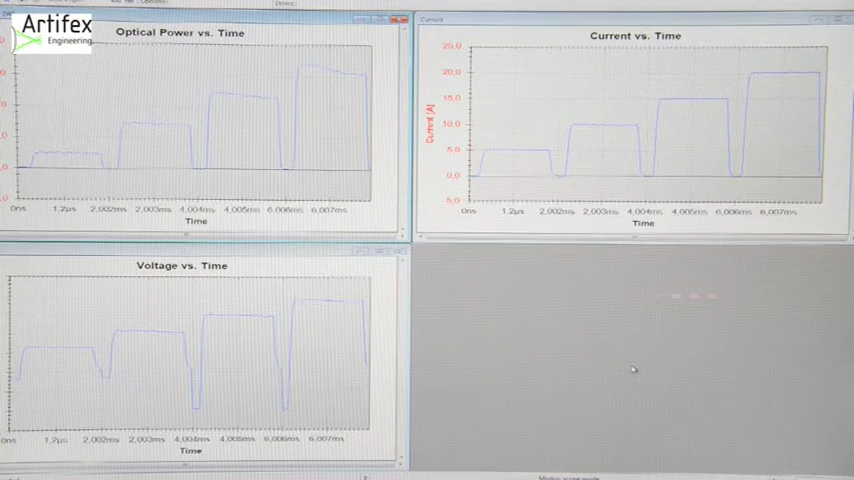 Artifex
Engineering
Optical Power vs. Time
0ns 1,2µs 2,002ms 2,003ms 4,004ms 4,005ms 6,006ms 6,007ms
Time
Current
Current vs. Time
25,0
20,0
15,0
10,0
5,0
0,0
5,0
Current [A]
0ns 1,2µs 2,002ms 2,003ms 4,004ms 4,005ms 6,006ms 6,007ms
Time
Voltage vs. Time
0ns 1,2µs 2,002ms 2,003ms 4,004ms 4,005ms 6,006ms 6,007ms
Time